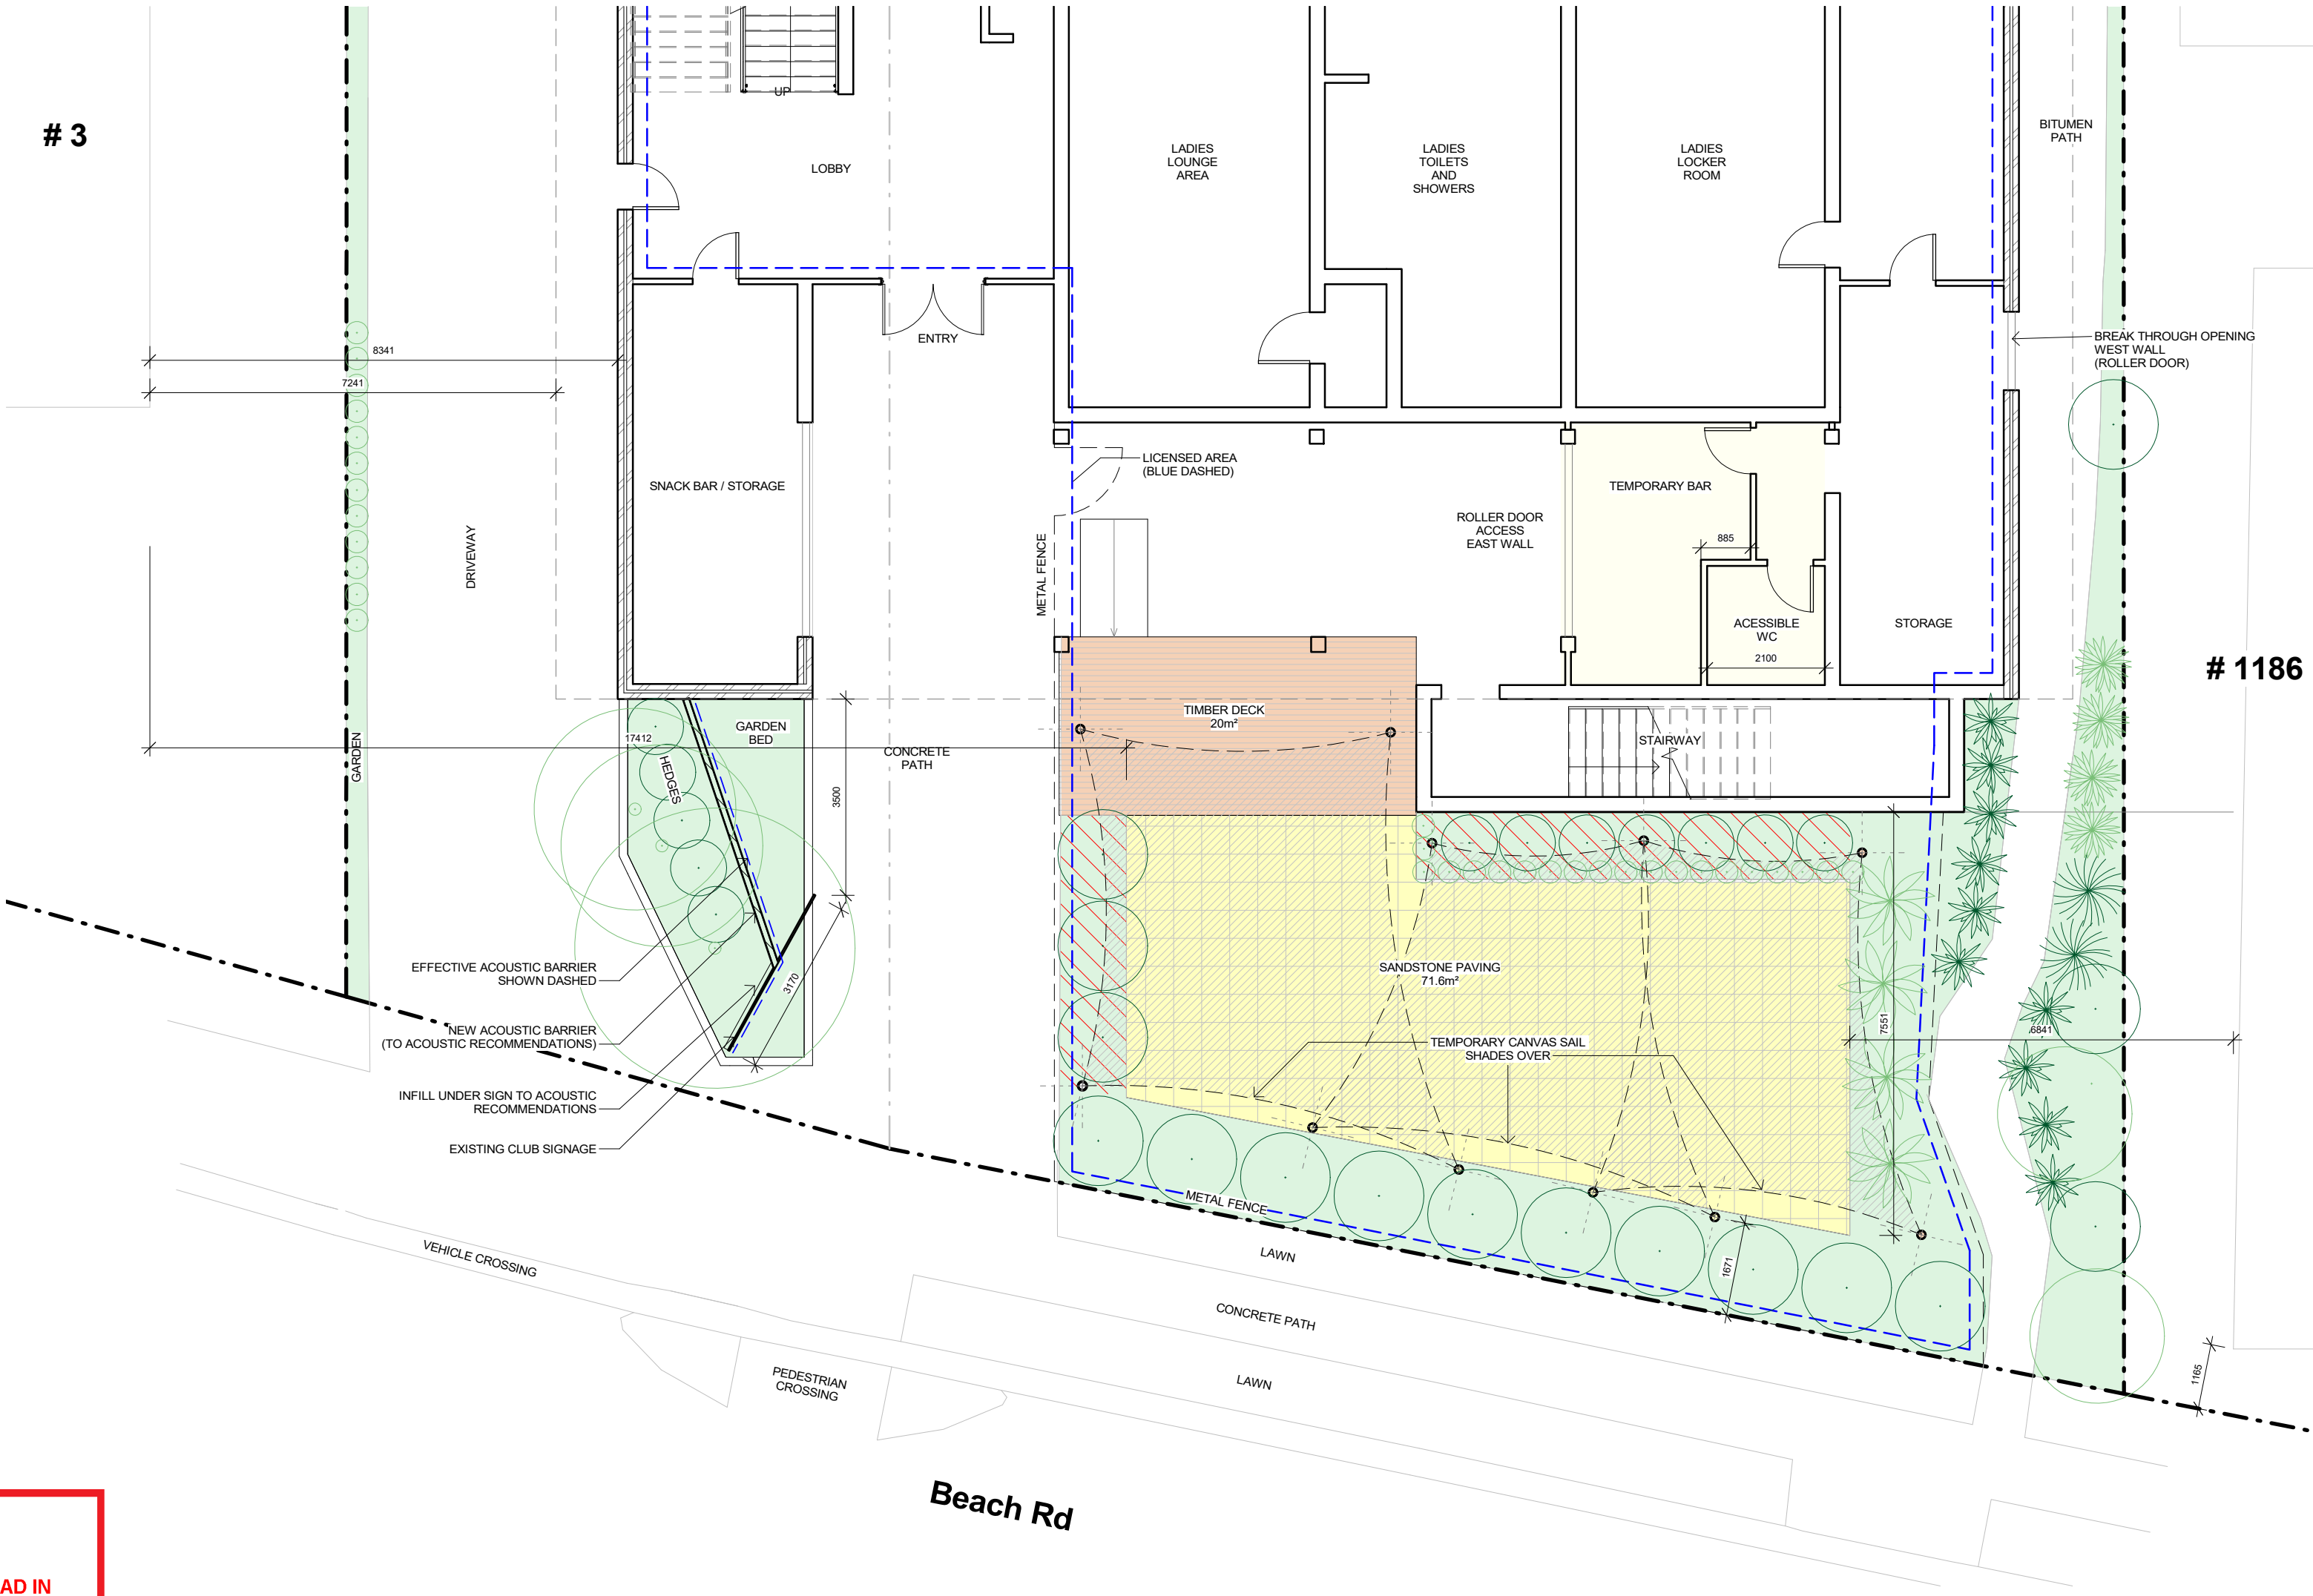 # 3
UP
LOBBY
LADIES
LOUNGE
AREA
LADIES
TOILETS
AND
SHOWERS
LADIES
LOCKER
ROOM
BITUMEN
PATH
8341
7241
ENTRY
BREAK THROUGH OPENING
WEST WALL
(ROLLER DOOR)
SNACK BAR / STORAGE
LICENSED AREA
(BLUE DASHED)
TEMPORARY BAR
DRIVEWAY
METAL FENCE
ROLLER DOOR
ACCESS
EAST WALL
885
ACESSIBLE
WC
2100
STORAGE
# 1186
GARDEN
17412
HEDGES
GARDEN
BED
CONCRETE
PATH
3500
TIMBER DECK
20m²
STAIRWAY
EFFECTIVE ACOUSTIC BARRIER
SHOWN DASHED
NEW ACOUSTIC BARRIER
(TO ACOUSTIC RECOMMENDATIONS)
INFILL UNDER SIGN TO ACOUSTIC
RECOMMENDATIONS
EXISTING CLUB SIGNAGE
3170
SANDSTONE PAVING
71.6m²
TEMPORARY CANVAS SAIL
SHADES OVER
7551
6841
METAL FENCE
1671
1165
VEHICLE CROSSING
LAWN
CONCRETE PATH
LAWN
PEDESTRIAN
CROSSING
Beach Rd
AD IN